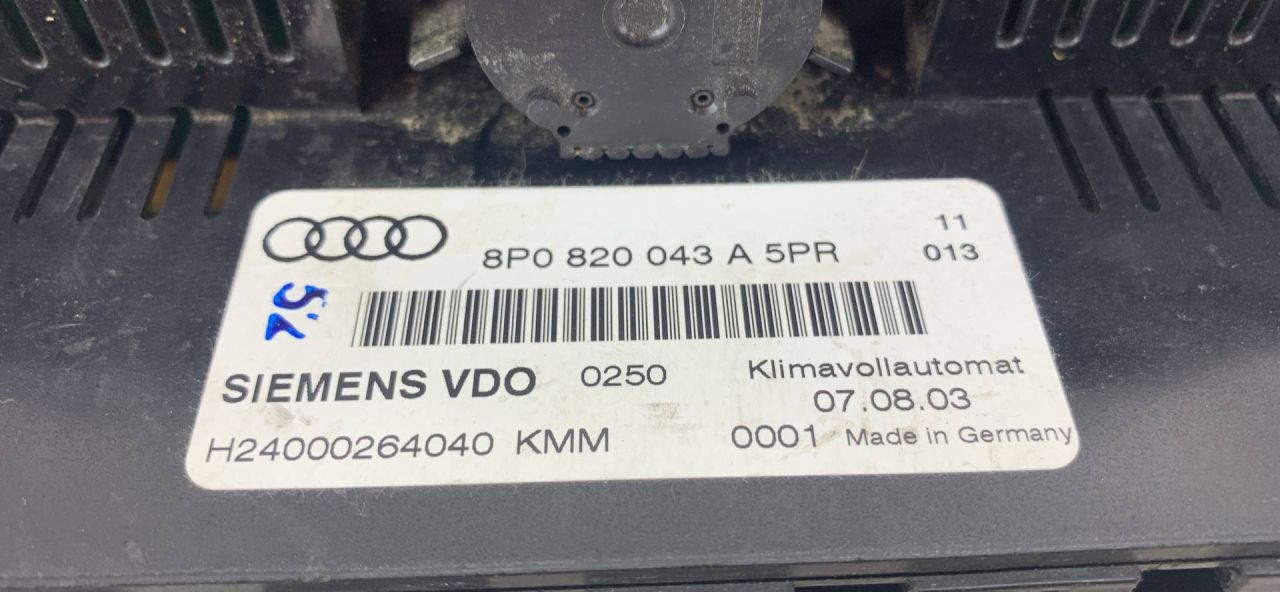 8P0 820 043 A 5PR
11
013
SIEMENS VDO 0250
Klimavollautomat
07.08.03
H24000264040 KMM
0001 Made in Germany